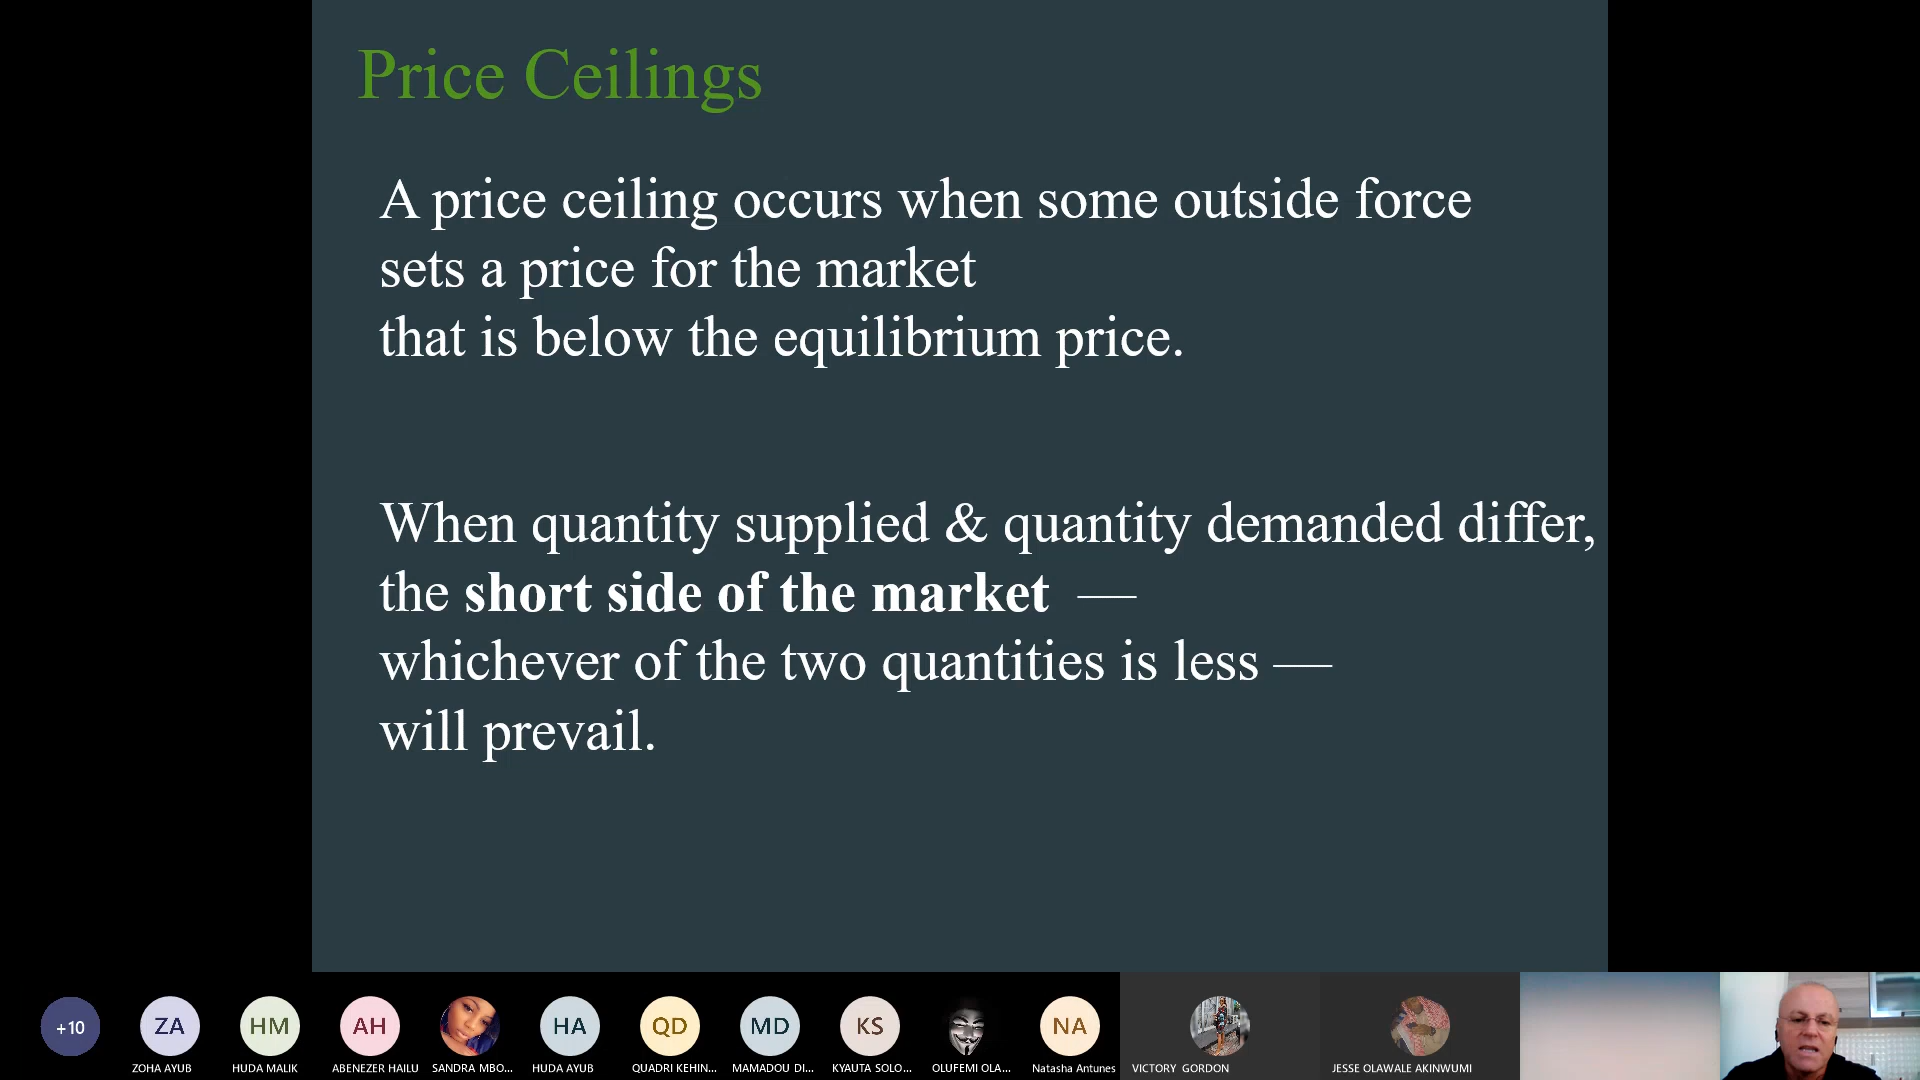 Price Ceilings
A price ceiling occurs when some outside force
sets a price for the market
that is below the equilibrium price.
When quantity supplied & quantity demanded differ,
the short side of the market —
whichever of the two quantities is less —
will prevail.
+10
ZA
HM
AH
HA
QD
MD
KS
NA
ZOHA AYUB
HUDA MALIK
ABENEZER HAILU
SANDRA MBO...
HUDA AYUB
QUADRI KEHIN...
MAMADOU DI...
KYAUTA SOLO...
OLUFEMI OLA...
Natasha Antunes
VICTORY GORDON
JESSE OLAWALE AKINWUMI